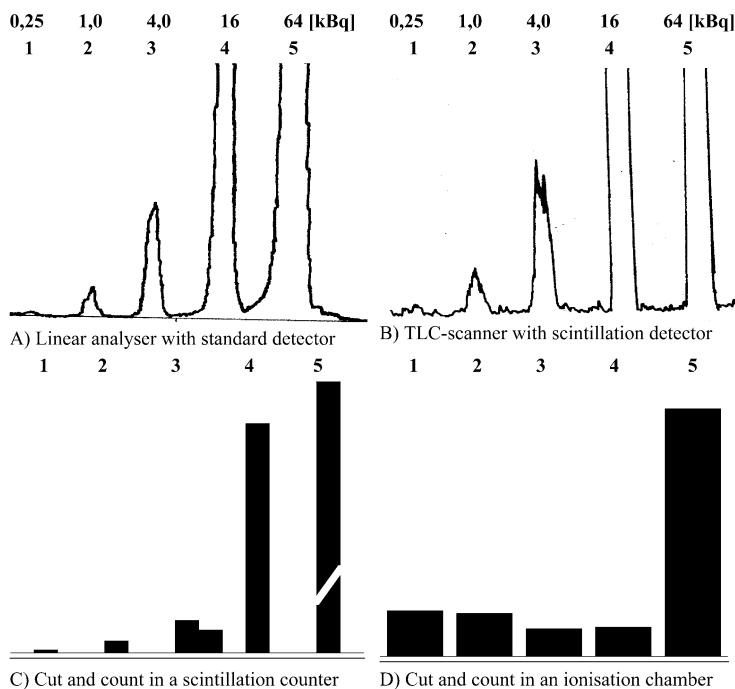 0,25 1,0 4,0 16 64 [kBq]
1 2 3 4 5
A) Linear analyser with standard detector
0,25 1,0 4,0 16 64 [kBq]
1 2 3 4 5
B) TLC-scanner with scintillation detector
1 2 3 4 5
C) Cut and count in a scintillation counter
1 2 3 4 5
D) Cut and count in an ionisation chamber